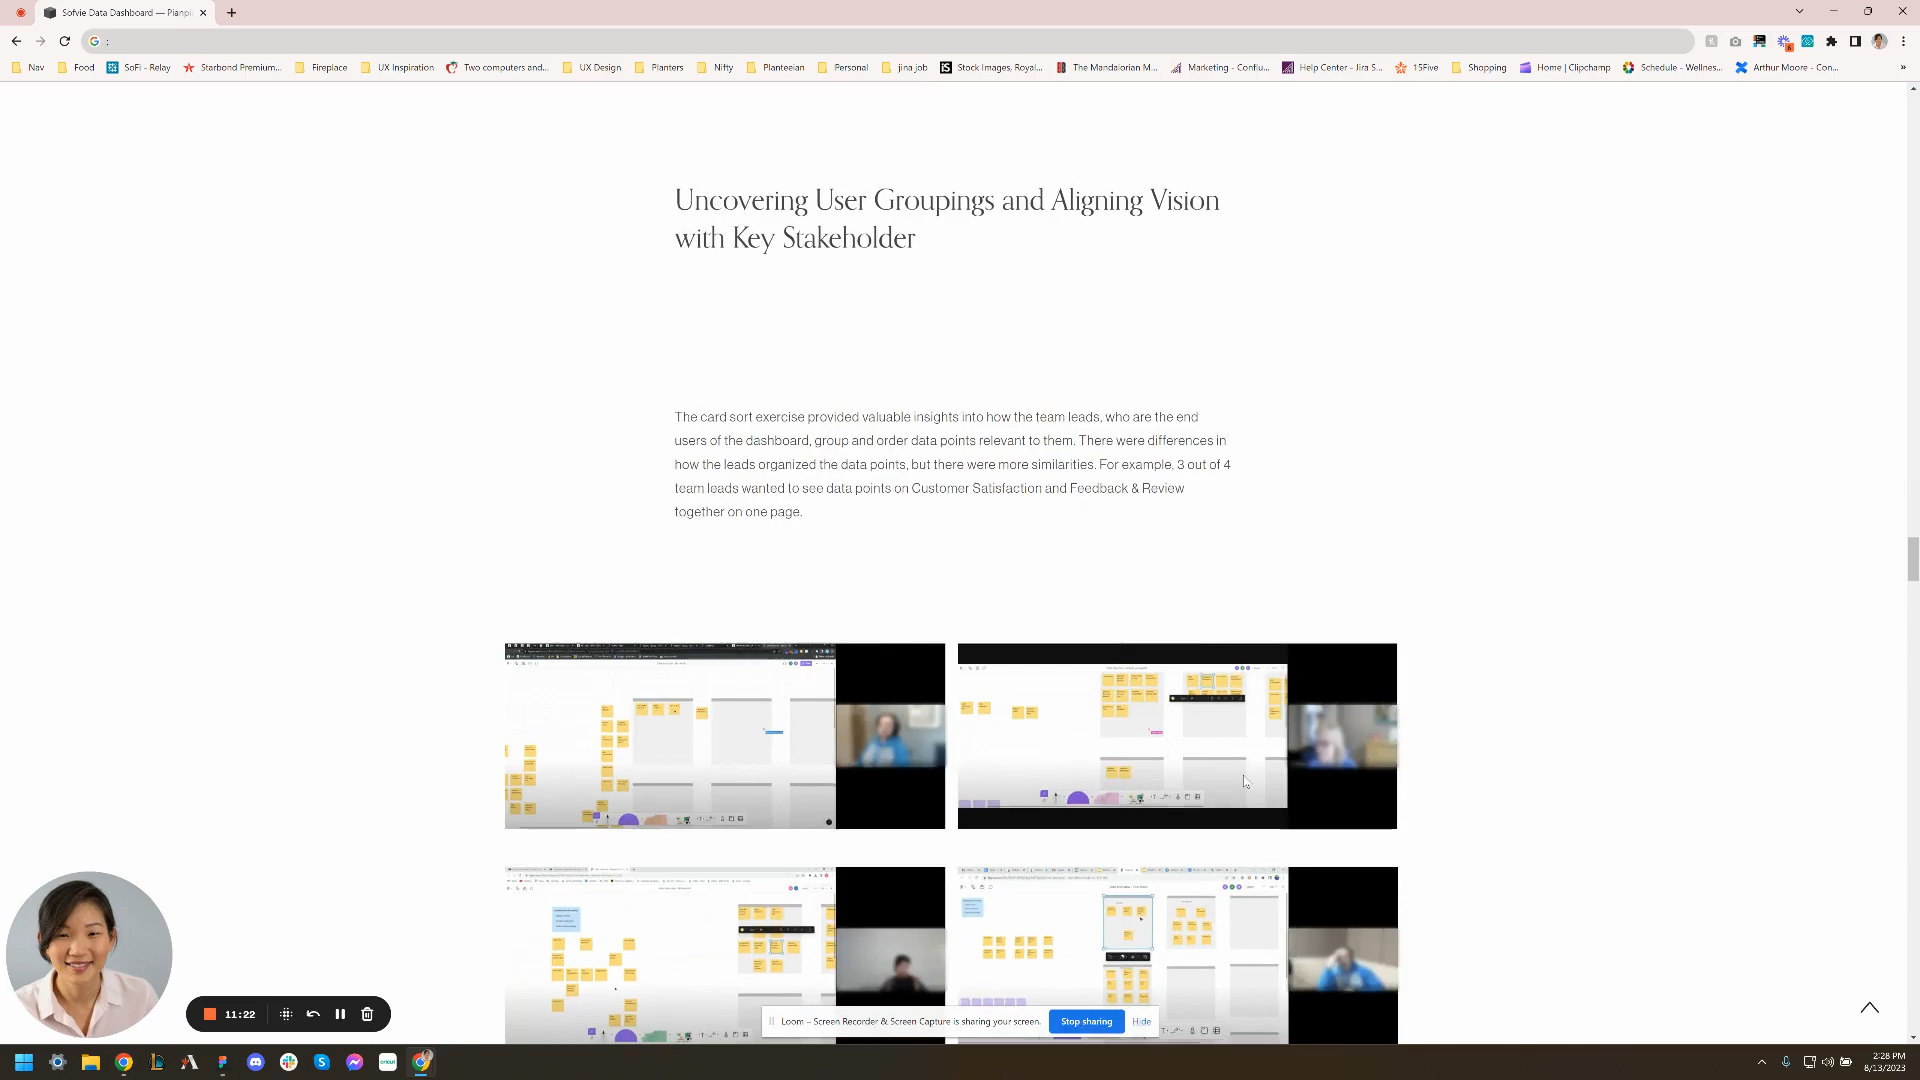 Sofvie Data Dashboard — Pianpi
:
Nav
Food
SoFi - Relay
Starbond Premium...
Fireplace
UX Inspiration
Two computers and...
UX Design
Planters
Nifty
Planteeian
Personal
jina job
Stock Images, Royal...
The Mandalorian M...
Marketing - Conflu...
Help Center - Jira S...
15Five
Shopping
Home | Clipchamp
Schedule - Wellnes...
Arthur Moore - Con...
»
Uncovering User Groupings and Aligning Vision
with Key Stakeholder
The card sort exercise provided valuable insights into how the team leads, who are the end
users of the dashboard, group and order data points relevant to them. There were differences in
how the leads organized the data points, but there were more similarities. For example, 3 out of 4
team leads wanted to see data points on Customer Satisfaction and Feedback & Review
together on one page.
11:22
Loom – Screen Recorder & Screen Capture is sharing your screen.
Stop sharing
Hide
2:28 PM
8/13/2023